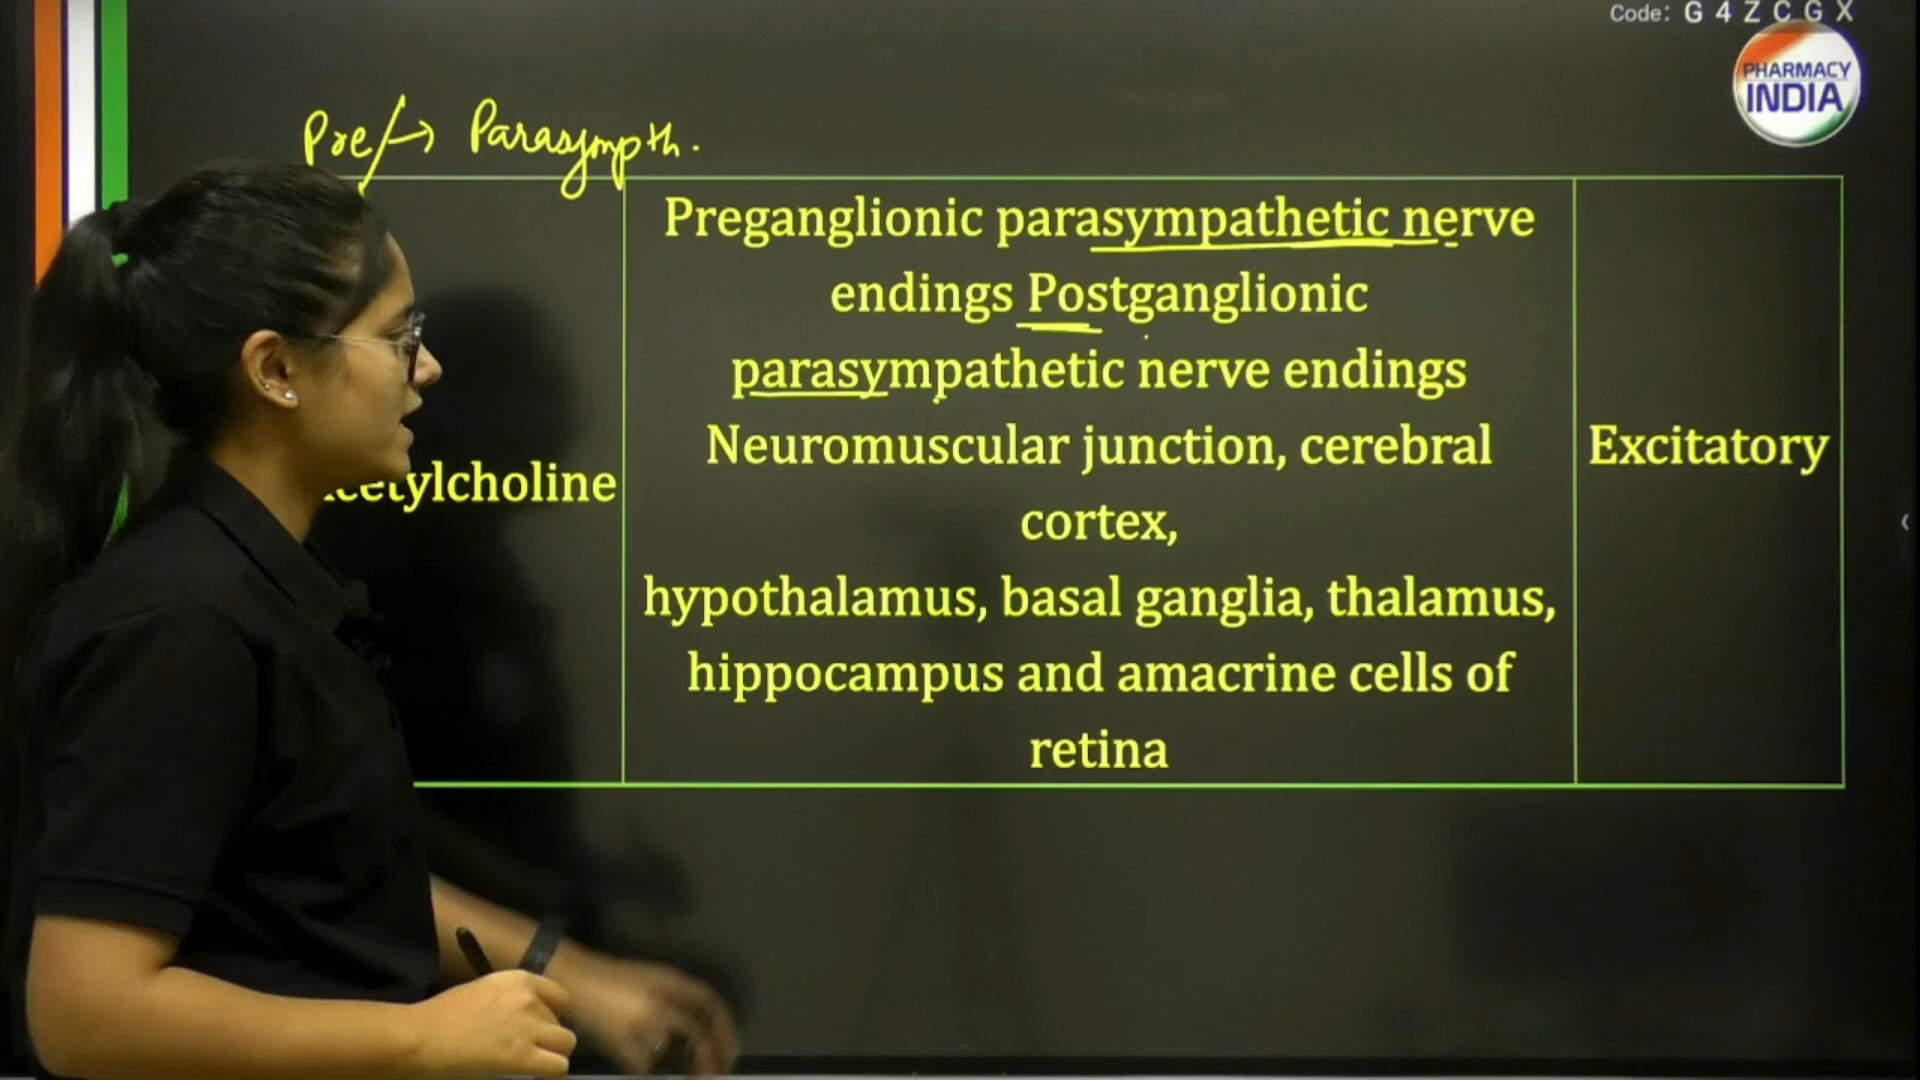 Code: G 4 Z C G X
PHARMACY
INDIA
Pre/→ Parasympth.
Preganglionic parasympathetic nerve
endings Postganglionic
parasympathetic nerve endings
Neuromuscular junction, cerebral
cortex,
hypothalamus, basal ganglia, thalamus,
hippocampus and amacrine cells of
retina
cetylcholine
Excitatory